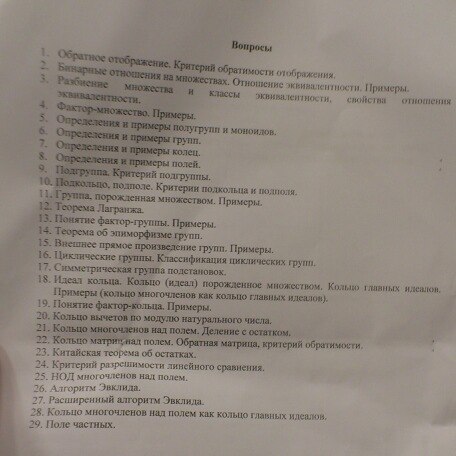 Вопросы
1. Обратное отображение. Критерий обратимости отображения.
2. Бинарные отношения на множествах. Отношение эквивалентности. Примеры.
3. Разбиение множества и классы эквивалентности, свойства отношения
эквивалентности.
4. Фактор-множество. Примеры.
5. Определения и примеры полугрупп и моноидов.
6. Определения и примеры групп.
7. Определения и примеры колец.
8. Определения и примеры полей.
9. Подгруппа. Критерий подгруппы.
10. Подкольцо, подполе. Критерии подкольца и подполя.
11. Группа, порожденная множеством. Примеры.
12. Теорема Лагранжа.
13. Понятие фактор-группы. Примеры.
14. Теорема об эпиморфизме групп.
15. Внешнее прямое произведение групп. Примеры.
16. Циклические группы. Классификация циклических групп.
17. Симметрическая группа подстановок.
18. Идеал кольца. Кольцо (идеал) порожденное множеством. Кольцо главных идеалов.
Примеры (кольцо многочленов как кольцо главных идеалов).
19. Понятие фактор-кольца. Примеры.
20. Кольцо вычетов по модулю натурального числа.
21. Кольцо многочленов над полем. Деление с остатком.
22. Кольцо матриц над полем. Обратная матрица, критерий обратимости.
23. Китайская теорема об остатках.
24. Критерий разрешимости линейного сравнения.
25. НОД многочленов над полем.
26. Алгоритм Эвклида.
27. Расширенный алгоритм Эвклида.
28. Кольцо многочленов над полем как кольцо главных идеалов.
29. Поле частных.